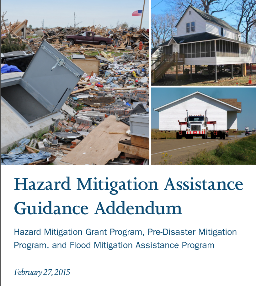 Hazard Mitigation Assistance
Guidance Addendum
Hazard Mitigation Grant Program, Pre-Disaster Mitigation
Program, and Flood Mitigation Assistance Program
February 27, 2015